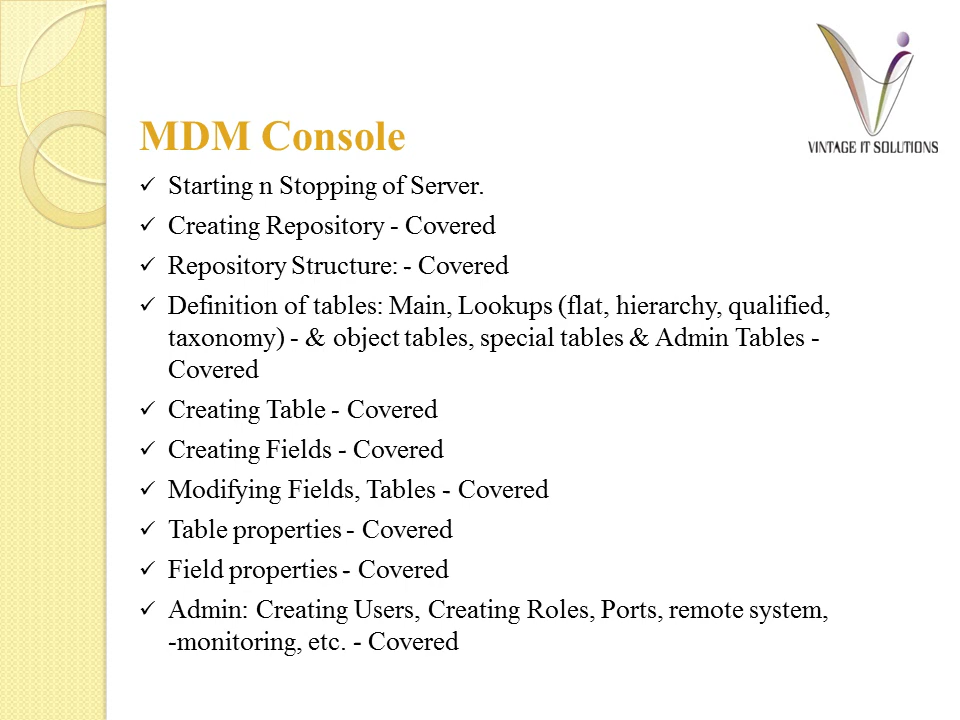 VINTAGE IT SOLUTIONS
MDM Console
✓ Starting n Stopping of Server.
✓ Creating Repository - Covered
✓ Repository Structure: - Covered
✓ Definition of tables: Main, Lookups (flat, hierarchy, qualified,
taxonomy) - & object tables, special tables & Admin Tables -
Covered
✓ Creating Table - Covered
✓ Creating Fields - Covered
✓ Modifying Fields, Tables - Covered
✓ Table properties - Covered
✓ Field properties - Covered
✓ Admin: Creating Users, Creating Roles, Ports, remote system,
-monitoring, etc. - Covered